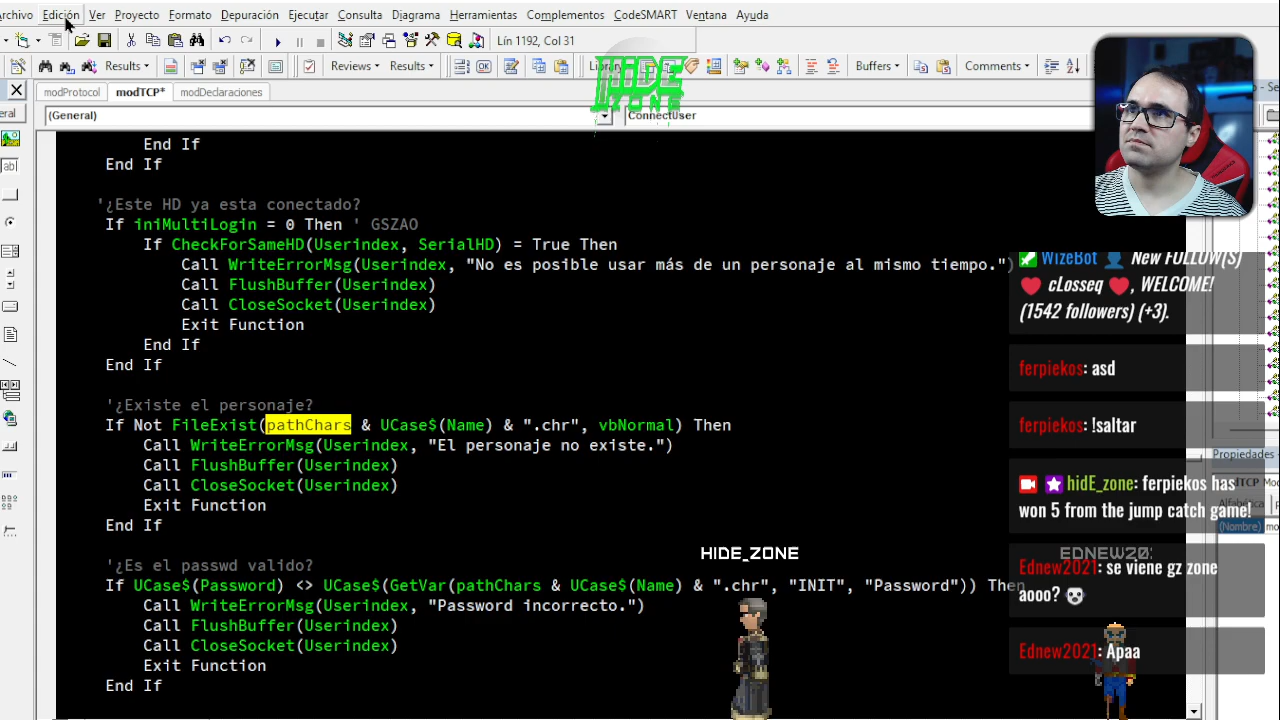 Archivo Edición Ver Proyecto Formato Depuración Ejecutar Consulta Diagrama Herramientas Complementos CodeSMART Ventana Ayuda
Lín 1192, Col 31
Results Reviews Results Library Buffers Comments
modProtocol modTCP* modDeclaraciones
(General) ConnectUser
HIDE
ZONE
End If
End If
'¿Este HD ya esta conectado?
If iniMultiLogin = 0 Then ' GSZAO
If CheckForSameHD(Userindex, SerialHD) = True Then
Call WriteErrorMsg(Userindex, "No es posible usar más de un personaje al mismo tiempo.")
Call FlushBuffer(Userindex)
Call CloseSocket(Userindex)
Exit Function
End If
End If
'¿Existe el personaje?
If Not FileExist(pathChars & UCase$(Name) & ".chr", vbNormal) Then
Call WriteErrorMsg(Userindex, "El personaje no existe.")
Call FlushBuffer(Userindex)
Call CloseSocket(Userindex)
Exit Function
End If
'¿Es el passwd valido?
If UCase$(Password) <> UCase$(GetVar(pathChars & UCase$(Name) & ".chr", "INIT", "Password")) Then
Call WriteErrorMsg(Userindex, "Password incorrecto.")
Call FlushBuffer(Userindex)
Call CloseSocket(Userindex)
Exit Function
End If
WizeBot New FOLLOW(S)
cLosseq , WELCOME!
(1542 followers) (+3).
ferpiekos: asd
ferpiekos: !saltar
hidE_zone: ferpiekos has
won 5 from the jump catch game!
Ednew2021: se viene gz zone
aooo?
Ednew2021: Apaa
HIDE_ZONE
EDNEW202
Propiedades
(Nombre)